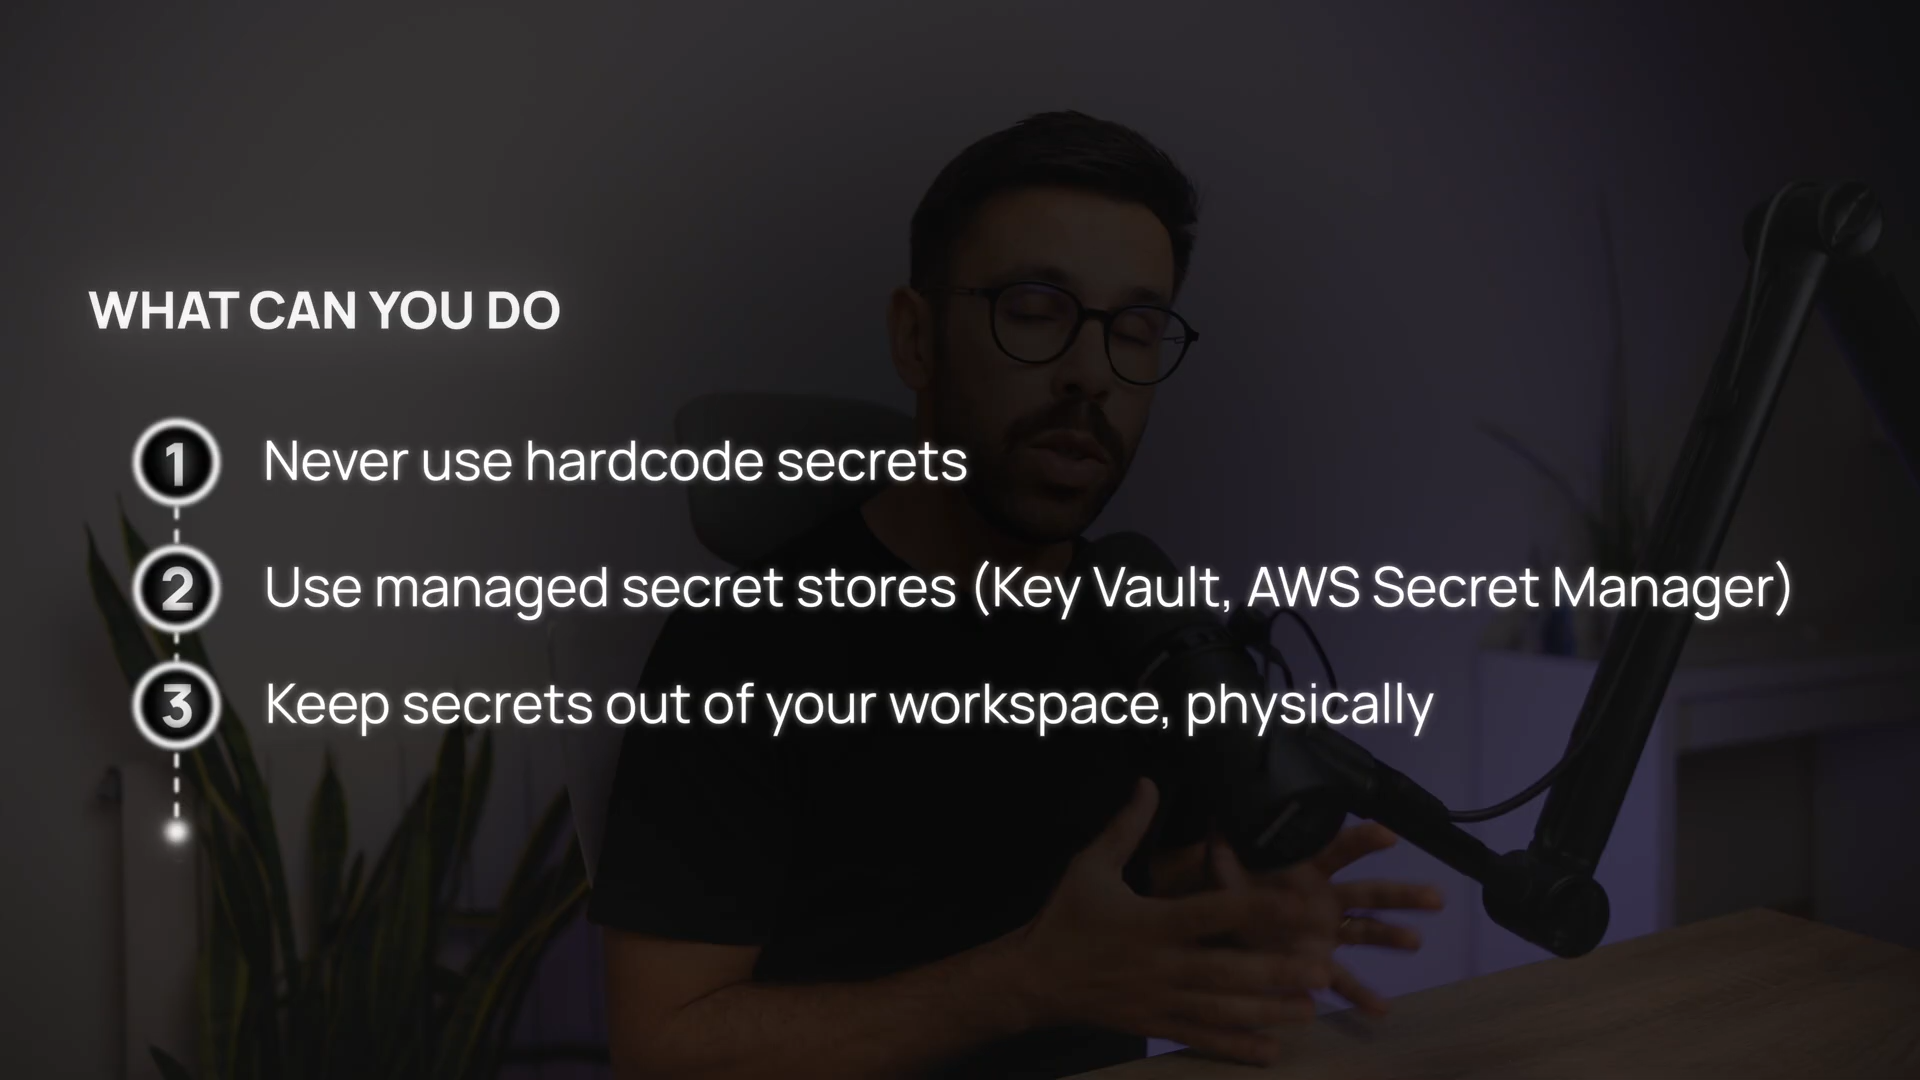 WHAT CAN YOU DO
1 Never use hardcode secrets
2 Use managed secret stores (Key Vault, AWS Secret Manager)
3 Keep secrets out of your workspace, physically